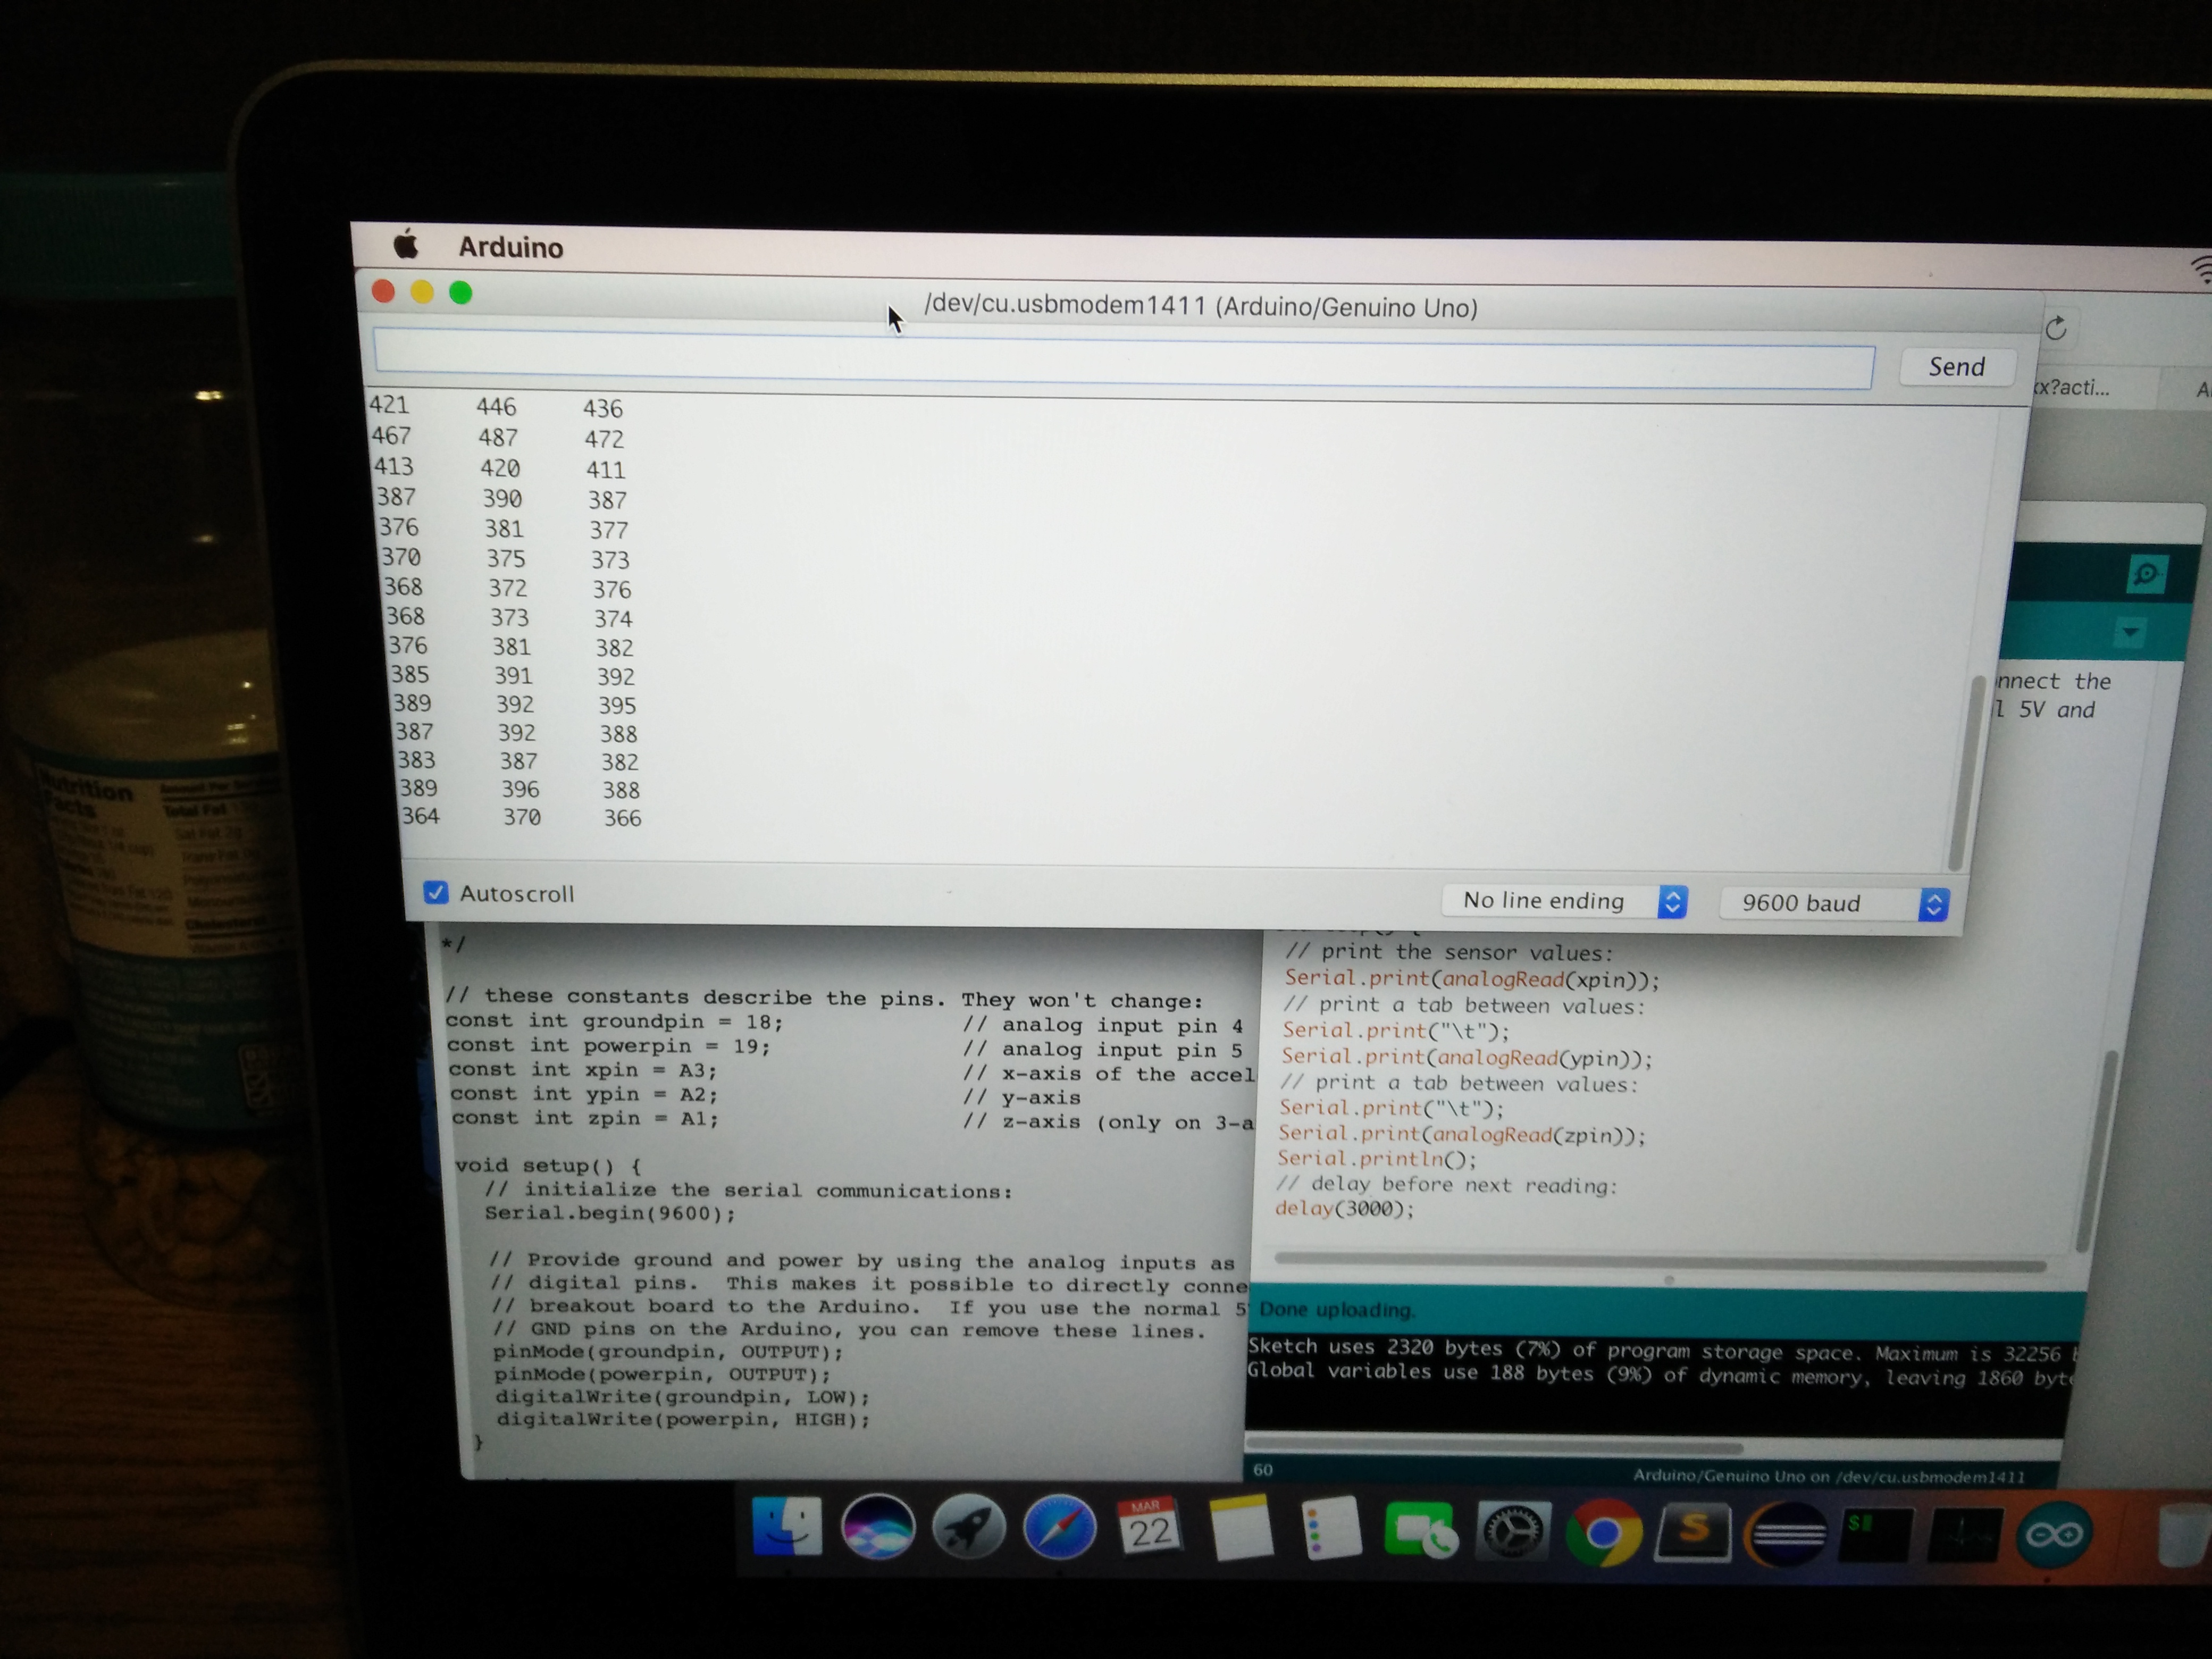 Arduino
/dev/cu.usbmodem1411 (Arduino/Genuino Uno)
Send
421 446 436
467 487 472
413 420 411
387 390 387
376 381 377
370 375 373
368 372 376
368 373 374
376 381 382
385 391 392
389 392 395
387 392 388
383 387 382
389 396 388
364 370 366
Autoscroll
No line ending
9600 baud
x?acti...
nnect the
l 5V and
*/
// these constants describe the pins. They won't change:
const int groundpin = 18; // analog input pin 4
const int powerpin = 19; // analog input pin 5
const int xpin = A3; // x-axis of the accel
const int ypin = A2; // y-axis
const int zpin = A1; // z-axis (only on 3-a
void setup() {
// initialize the serial communications:
Serial.begin(9600);
// Provide ground and power by using the analog inputs as
// digital pins. This makes it possible to directly conne
// breakout board to the Arduino. If you use the normal 5
// GND pins on the Arduino, you can remove these lines.
pinMode(groundpin, OUTPUT);
pinMode(powerpin, OUTPUT);
digitalWrite(groundpin, LOW);
digitalWrite(powerpin, HIGH);
}
// print the sensor values:
Serial.print(analogRead(xpin));
// print a tab between values:
Serial.print("\t");
Serial.print(analogRead(ypin));
// print a tab between values:
Serial.print("\t");
Serial.print(analogRead(zpin));
Serial.println();
// delay before next reading:
delay(3000);
Done uploading.
Sketch uses 2320 bytes (7%) of program storage space. Maximum is 32256 b
Global variables use 188 bytes (9%) of dynamic memory, leaving 1860 byte
60
Arduino/Genuino Uno on /dev/cu.usbmodem1411
MAR
22
S
$
Nutrition
Facts
Total Fat
Cholesterol